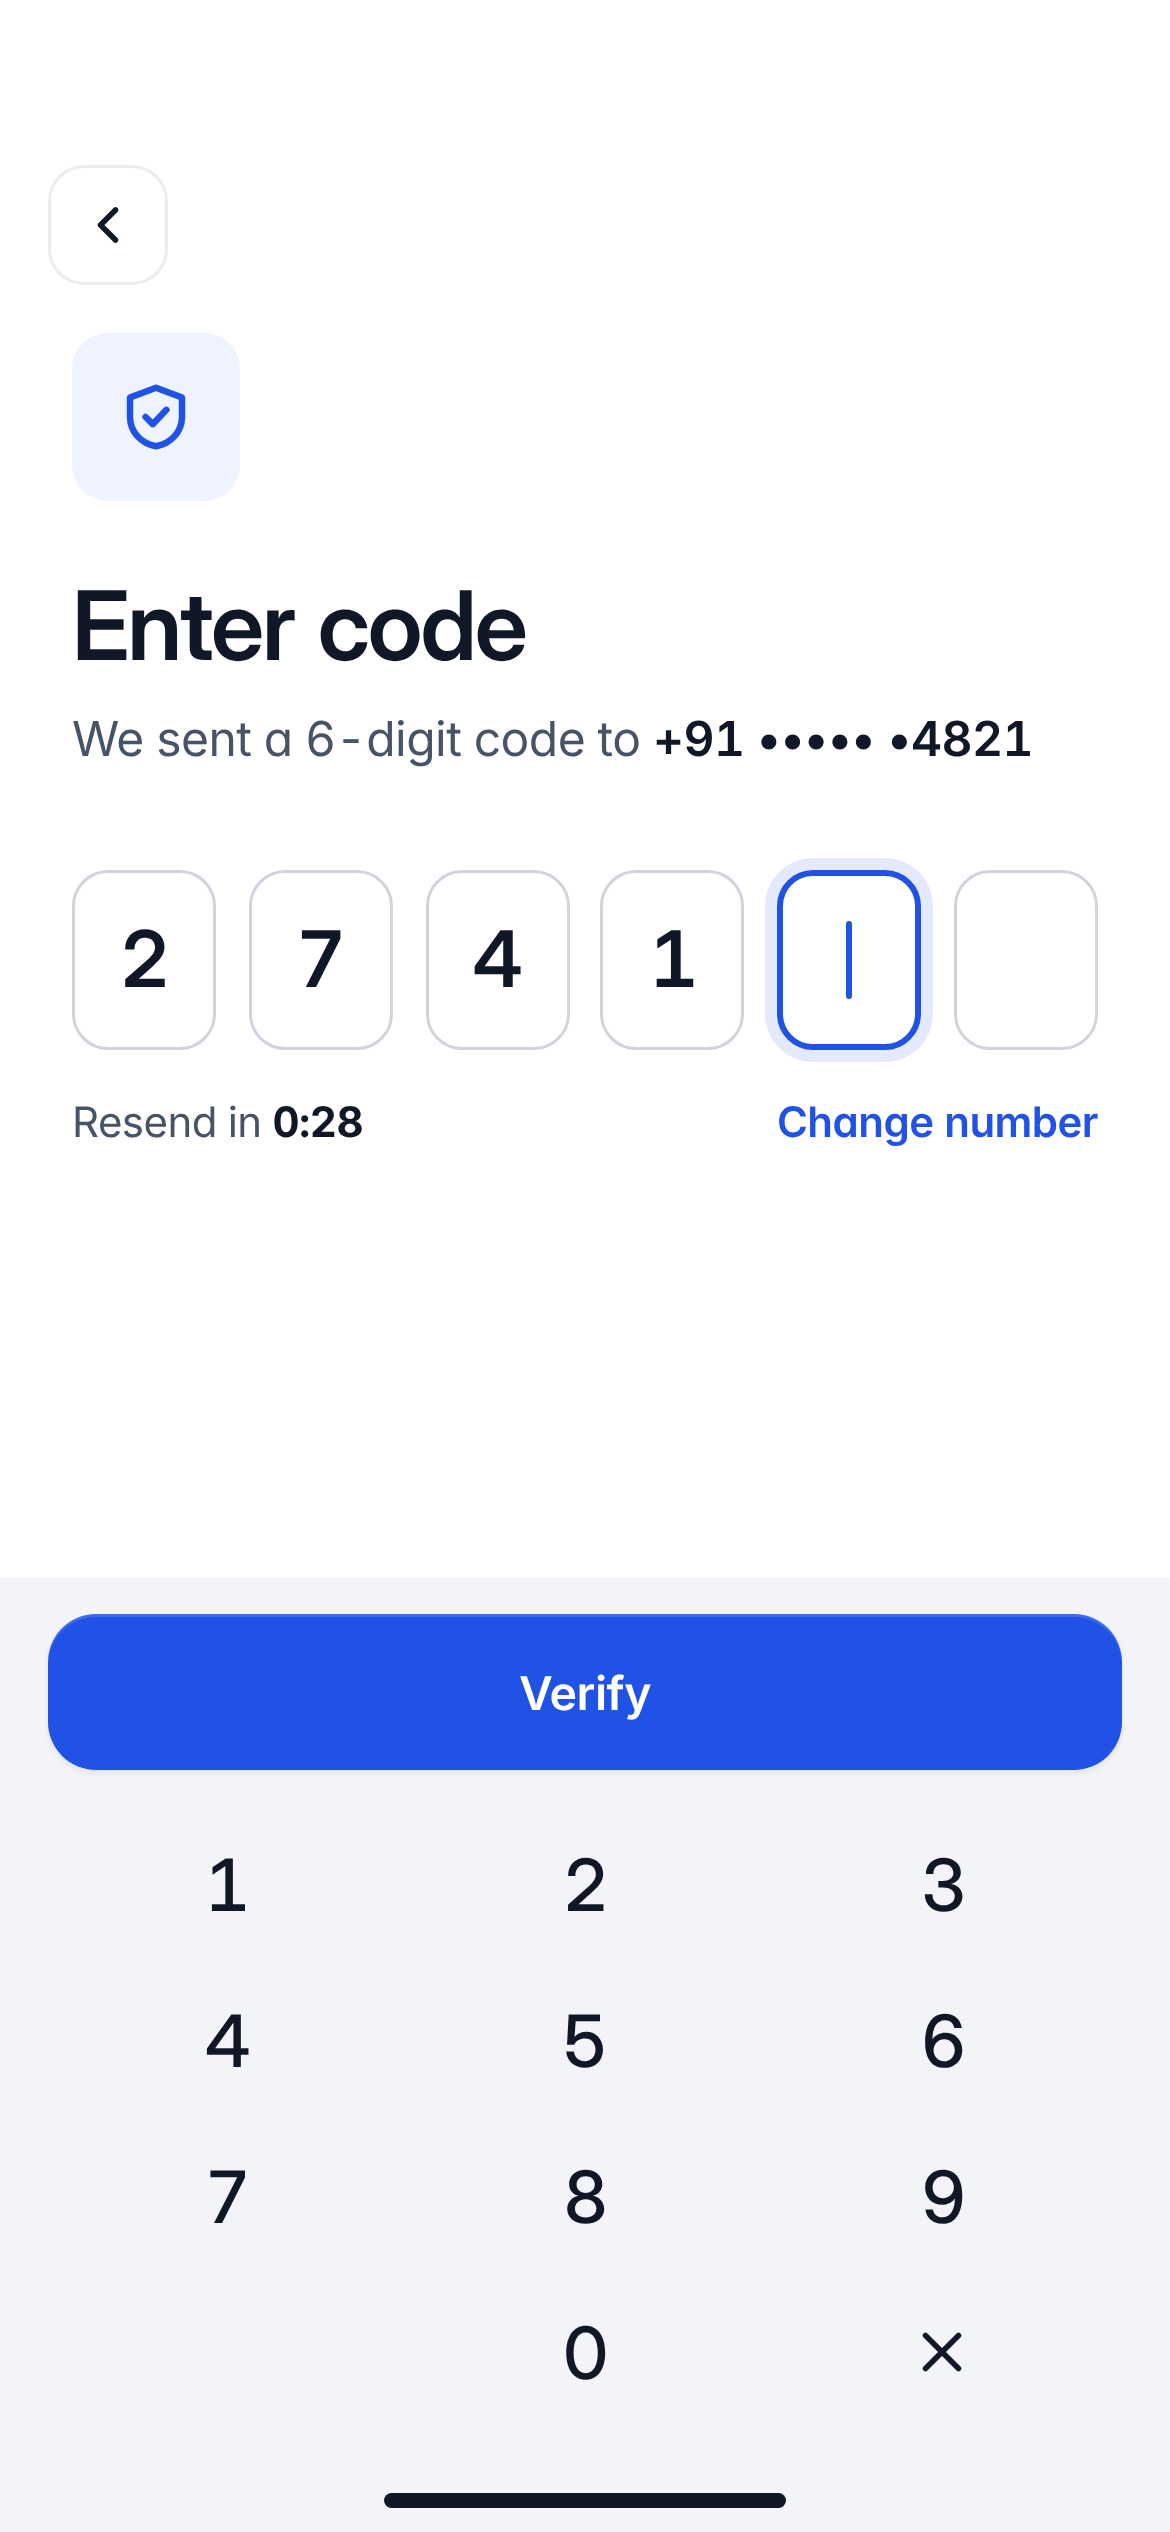 Enter code
We sent a 6-digit code to +91 ••••• •4821
2 7 4 1
Resend in 0:28 Change number
Verify
1 2 3
4 5 6
7 8 9
0